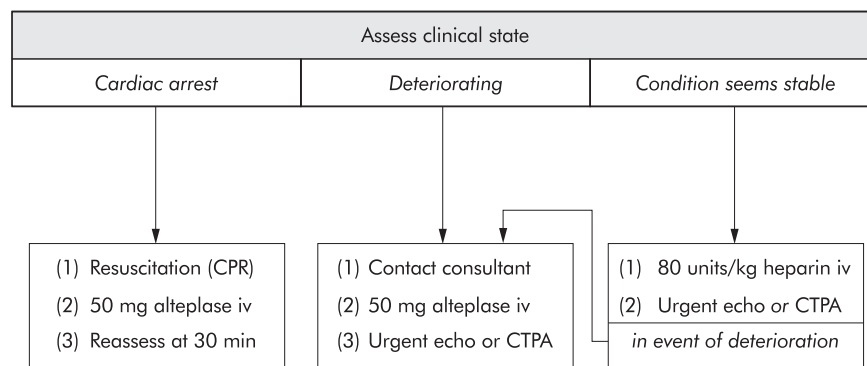 Assess clinical state
Cardiac arrest
Deteriorating
Condition seems stable
(1) Resuscitation (CPR)
(2) 50 mg alteplase iv
(3) Reassess at 30 min
(1) Contact consultant
(2) 50 mg alteplase iv
(3) Urgent echo or CTPA
(1) 80 units/kg heparin iv
(2) Urgent echo or CTPA
in event of deterioration